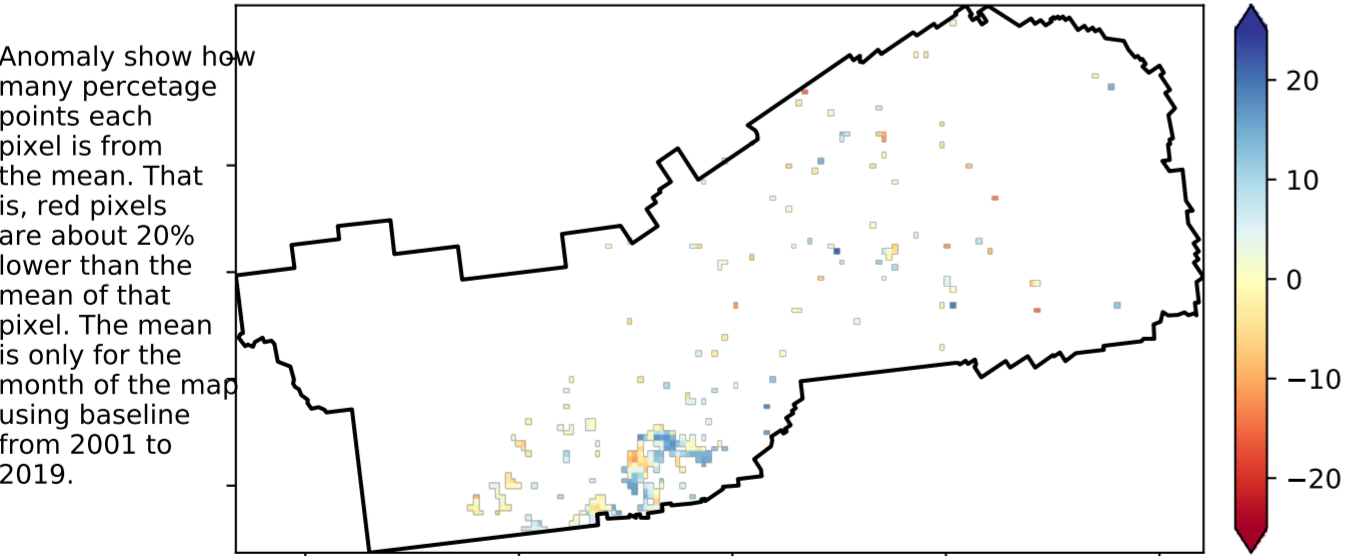 Anomaly show how
many percetage
points each
pixel is from
the mean. That
is, red pixels
are about 20%
lower than the
mean of that
pixel. The mean
is only for the
month of the map
using baseline
from 2001 to
2019.
20
10
0
−10
−20